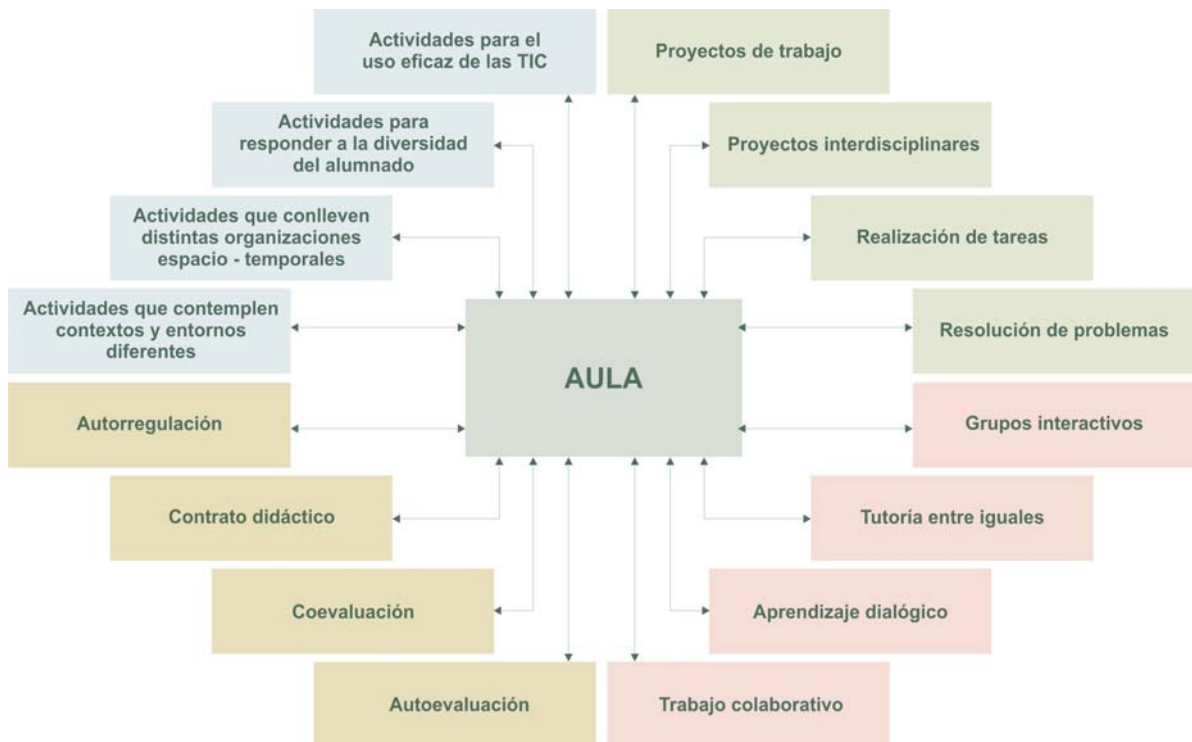 Actividades para el
uso eficaz de las TIC
Proyectos de trabajo
Actividades para
responder a la diversidad
del alumnado
Proyectos interdisciplinares
Actividades que conlleven
distintas organizaciones
espacio - temporales
Realización de tareas
Actividades que contemplen
contextos y entornos
diferentes
Resolución de problemas
AULA
Autorregulación
Grupos interactivos
Contrato didáctico
Tutoría entre iguales
Coevaluación
Aprendizaje dialógico
Autoevaluación
Trabajo colaborativo